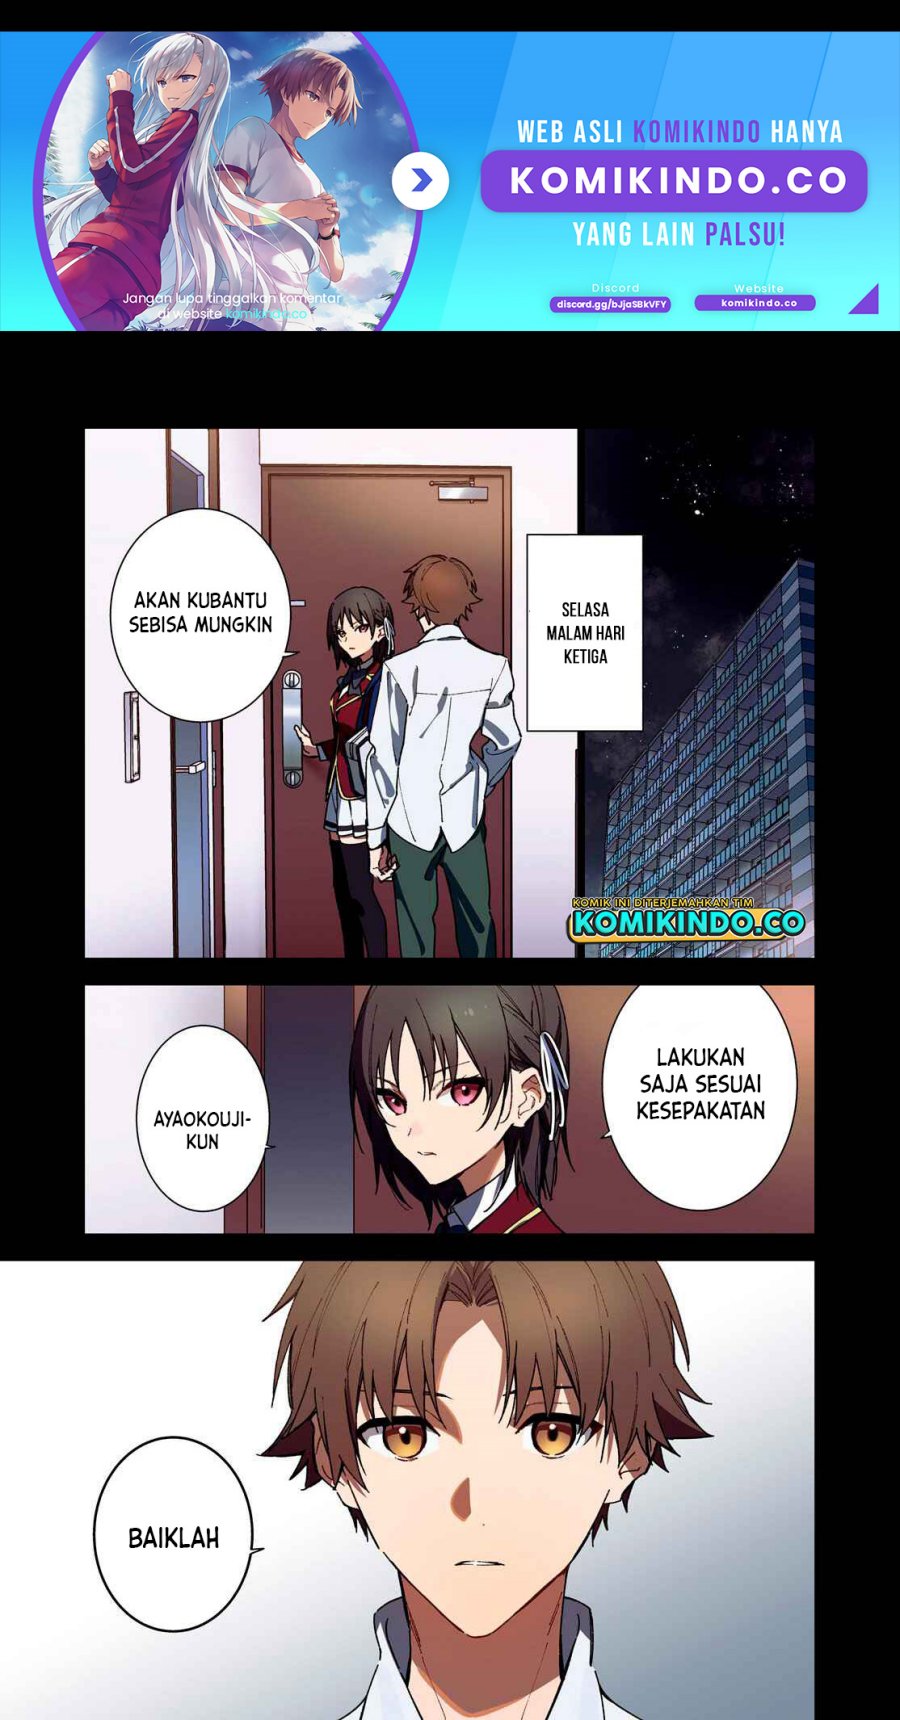 WEB ASLI KOMIKINDO HANYA
KOMIKINDO.CO
YANG LAIN PALSU!
Jangan lupa tinggalkan komentar
di website komikindo.co
Discord
discord.gg/bJjaSBkVFY
Website
komikindo.co
SELASA
MALAM HARI
KETIGA
AKAN KUBANTU
SEBISA MUNGKIN
KOMIK INI DITERJEMAHKAN TIM
KOMIKINDO.CO
LAKUKAN
SAJA SESUAI
KESEPAKATAN
AYAOKOUJI-
KUN
BAIKLAH